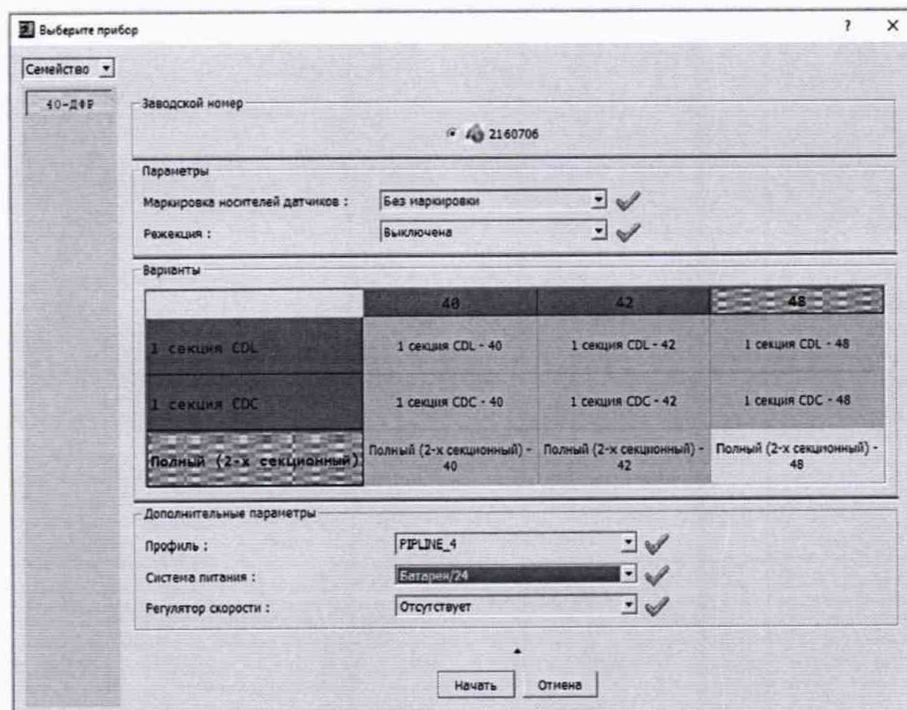 Выберите прибор
? ×
Семейство
40-ДФР
Заводской номер
2160706
Параметры
Маркировка носителей датчиков :
Без маркировки
Режекция :
Выключена
Варианты
40 42 48
1 секция CDL
1 секция CDL - 40
1 секция CDL - 42
1 секция CDL - 48
1 секция CDC
1 секция CDC - 40
1 секция CDC - 42
1 секция CDC - 48
Полный (2-х секционный)
Полный (2-х секционный) -
40
Полный (2-х секционный) -
42
Полный (2-х секционный) -
48
Дополнительные параметры
Профиль :
PIPLINE_4
Система питания :
Батареи/24
Регулятор скорости :
Отсутствует
Начать
Отмена